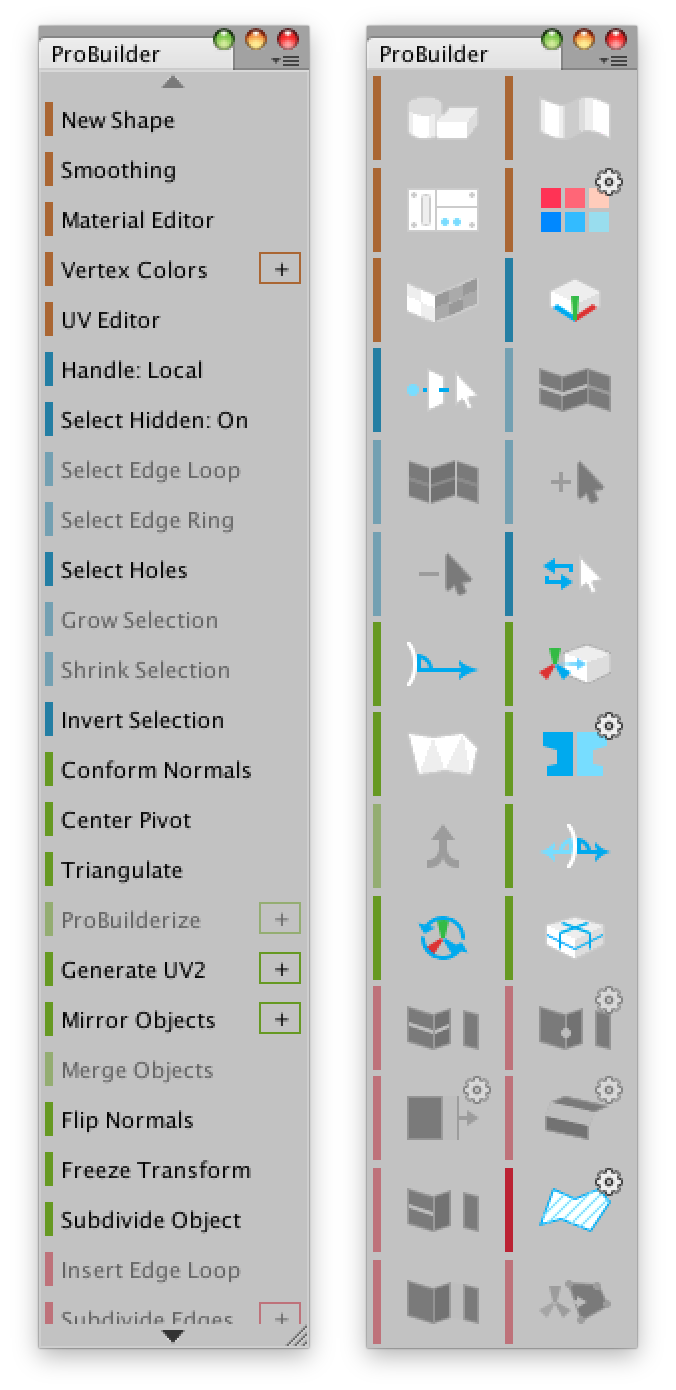 ProBuilder
New Shape
Smoothing
Material Editor
Vertex Colors +
UV Editor
Handle: Local
Select Hidden: On
Select Edge Loop
Select Edge Ring
Select Holes
Grow Selection
Shrink Selection
Invert Selection
Conform Normals
Center Pivot
Triangulate
ProBuilderize +
Generate UV2 +
Mirror Objects +
Merge Objects
Flip Normals
Freeze Transform
Subdivide Object
Insert Edge Loop
Subdivide Edges +
ProBuilder